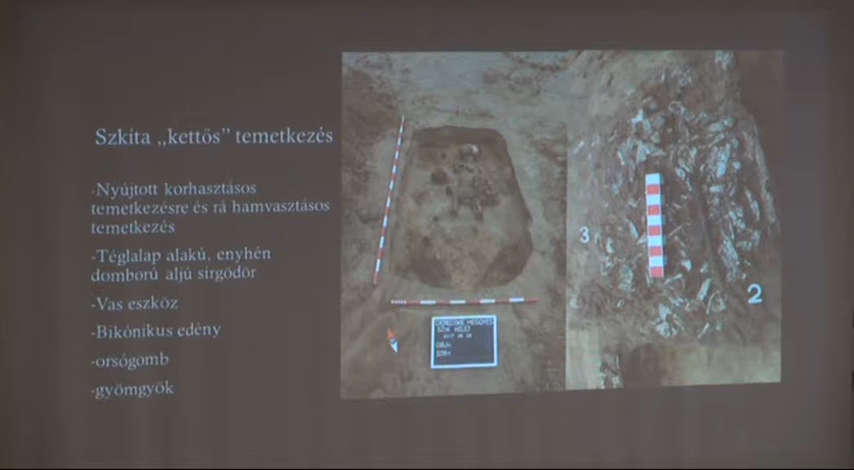 Szkíta „kettős” temetkezés
-Nyújtott korhasztásos
temetkezésre és rá hamvasztásos
temetkezés
-Téglalap alakú, enyhén
domború aljú sírgödör
-Vas eszköz
-Bikónikus edény
-orsógomb
-gyömgyök
3
2